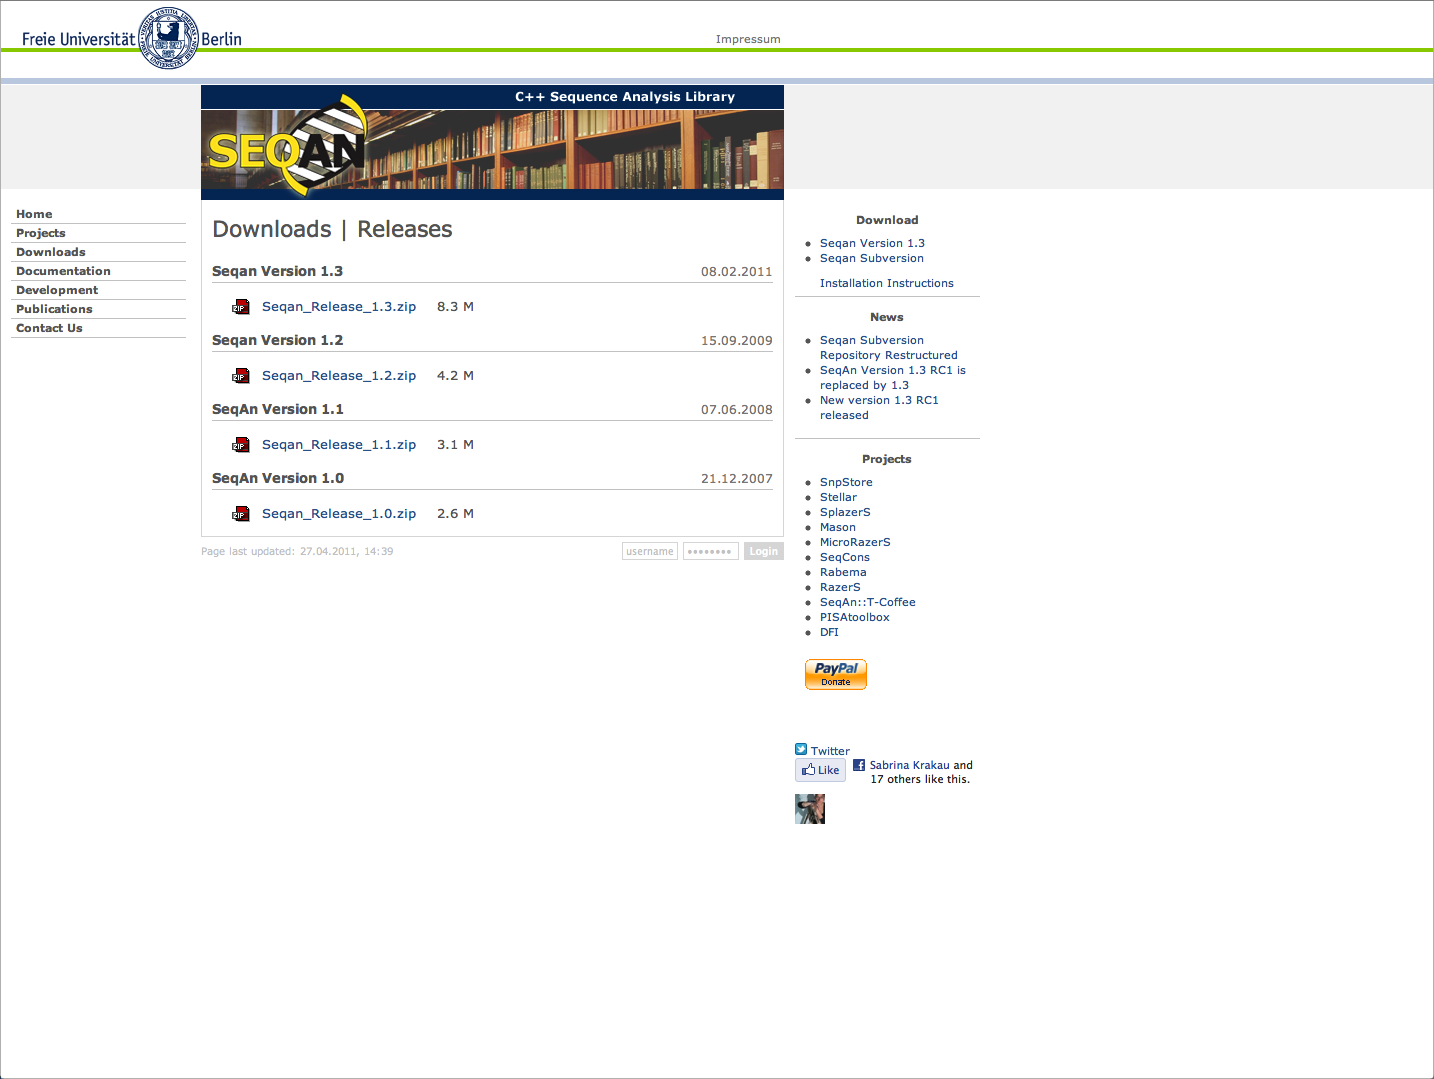 Freie Universität Berlin
Impressum
C++ Sequence Analysis Library
SEQAN
Home
Projects
Downloads
Documentation
Development
Publications
Contact Us
Downloads | Releases
Seqan Version 1.3 08.02.2011
ZIP Seqan_Release_1.3.zip 8.3 M
Seqan Version 1.2 15.09.2009
ZIP Seqan_Release_1.2.zip 4.2 M
SeqAn Version 1.1 07.06.2008
ZIP Seqan_Release_1.1.zip 3.1 M
SeqAn Version 1.0 21.12.2007
ZIP Seqan_Release_1.0.zip 2.6 M
Page last updated: 27.04.2011, 14:39
username •••••••• Login
Download
Seqan Version 1.3
Seqan Subversion
Installation Instructions
News
Seqan Subversion
Repository Restructured
SeqAn Version 1.3 RC1 is
replaced by 1.3
New version 1.3 RC1
released
Projects
SnpStore
Stellar
SplazerS
Mason
MicroRazerS
SeqCons
Rabema
RazerS
SeqAn::T-Coffee
PISAtoolbox
DFI
PayPal
Donate
Twitter
Like
Sabrina Krakau and
17 others like this.